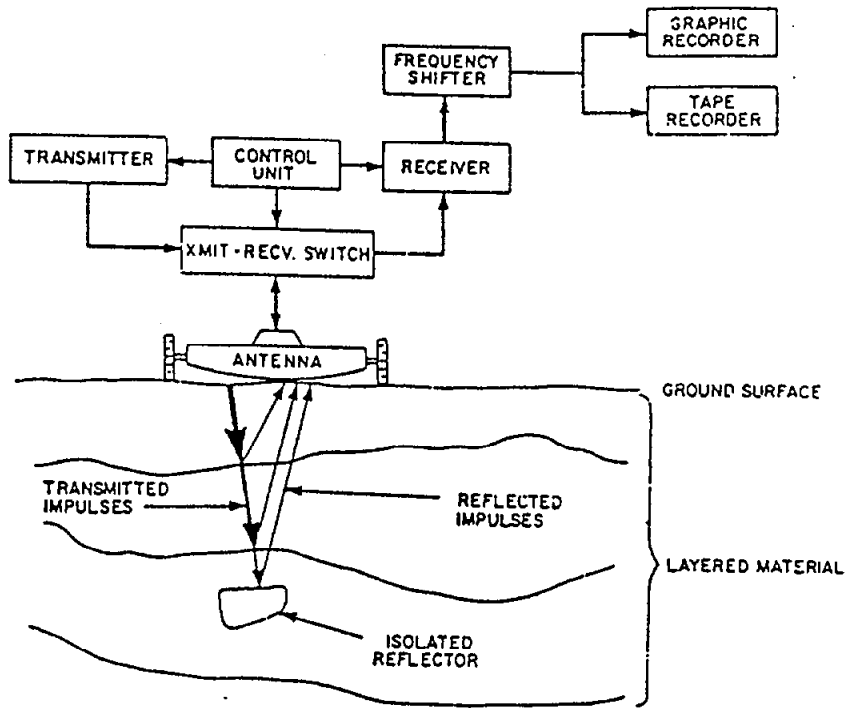 GRAPHIC
RECORDER
FREQUENCY
SHIFTER
TAPE
RECORDER
TRANSMITTER
CONTROL
UNIT
RECEIVER
XMIT-RECV. SWITCH
ANTENNA
GROUND SURFACE
TRANSMITTED
IMPULSES
REFLECTED
IMPULSES
LAYERED MATERIAL
ISOLATED
REFLECTOR